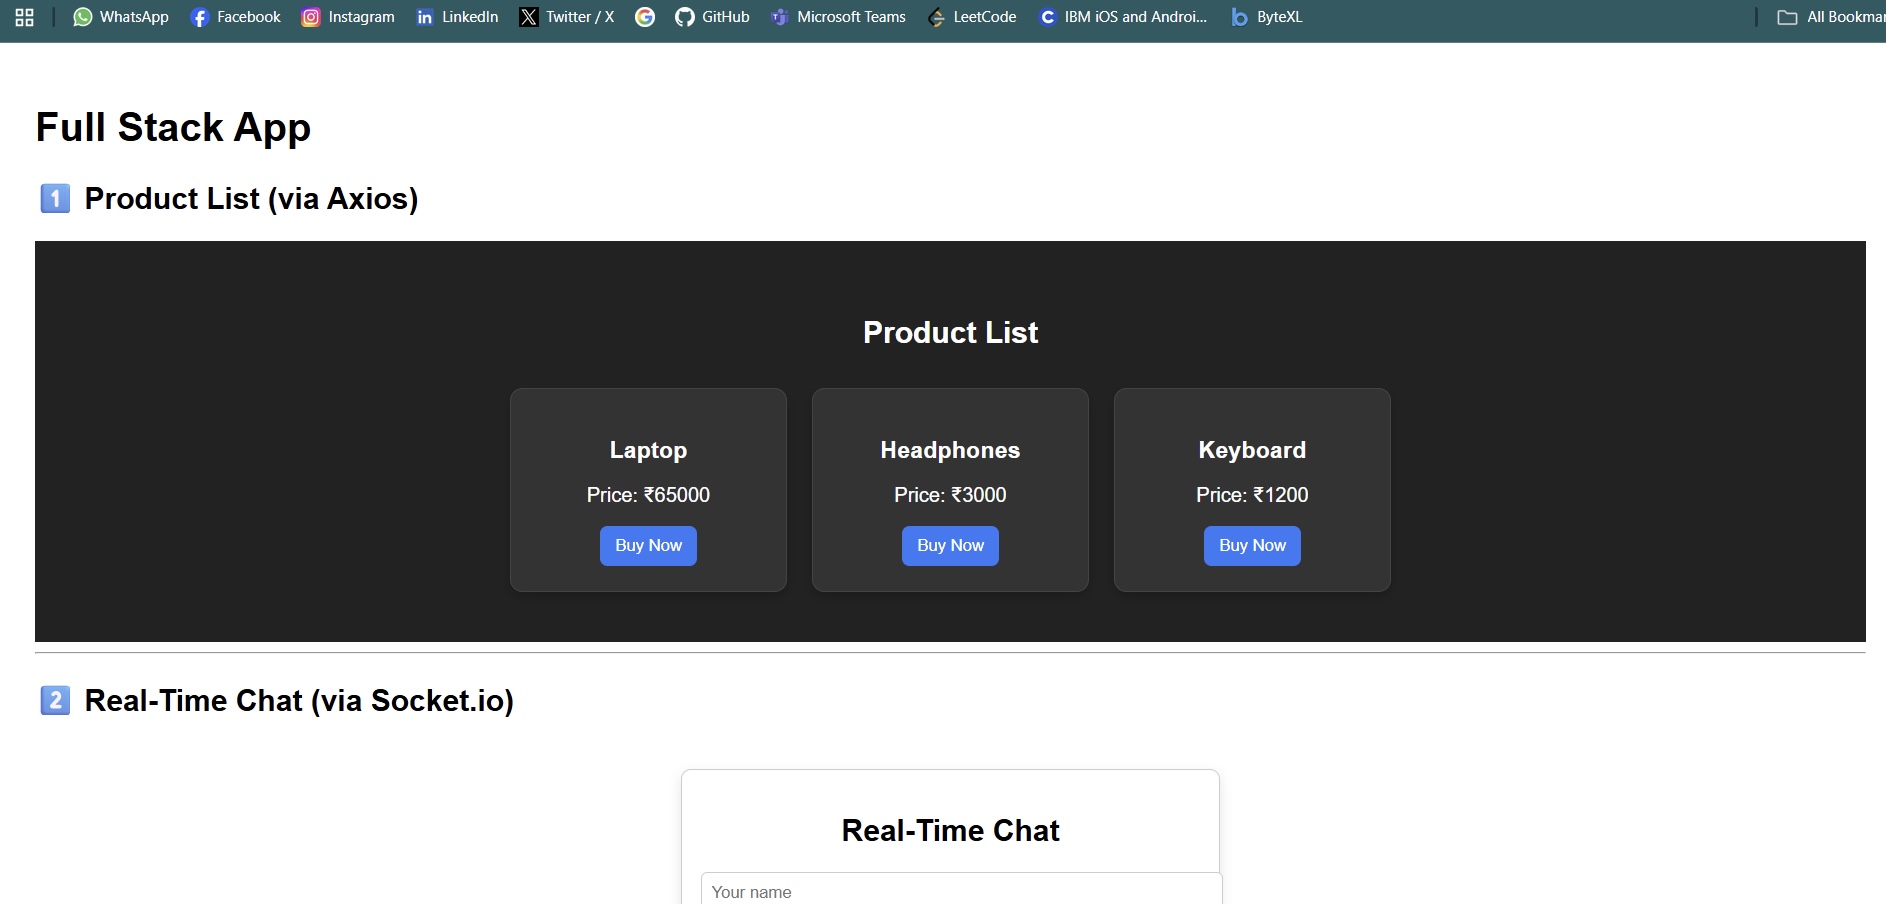 WhatsApp Facebook Instagram LinkedIn Twitter / X GitHub Microsoft Teams LeetCode IBM iOS and Androi... ByteXL All Bookmar
Full Stack App
1 Product List (via Axios)
Product List
Laptop Headphones Keyboard
Price: ₹65000 Price: ₹3000 Price: ₹1200
Buy Now Buy Now Buy Now
2 Real-Time Chat (via Socket.io)
Real-Time Chat
Your name